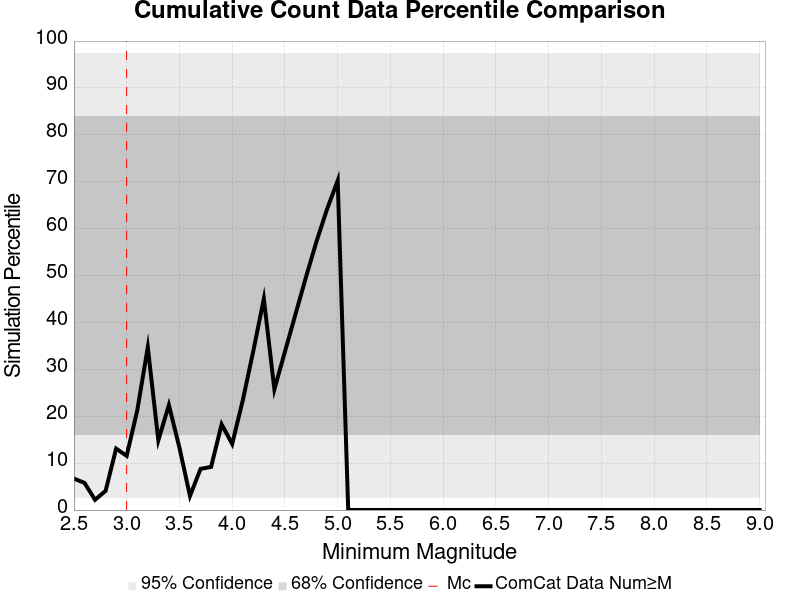 Cumulative Count Data Percentile Comparison
100
90
80
70
60
50
40
30
20
10
0
Simulation Percentile
2.5 3.0 3.5 4.0 4.5 5.0 5.5 6.0 6.5 7.0 7.5 8.0 8.5 9.0
Minimum Magnitude
95% Confidence 68% Confidence Mc ComCat Data Num≥M